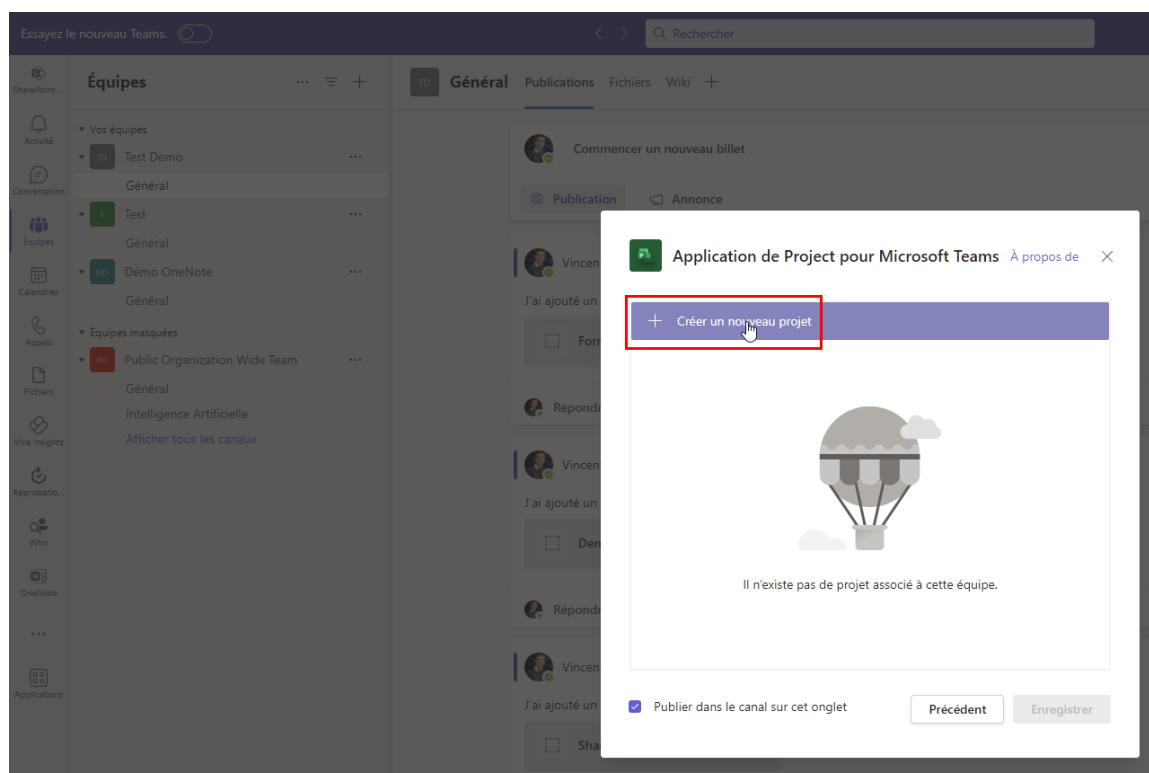 Essayez le nouveau Teams.
Rechercher
SharePoint ...
Activité
Conversation
Équipes
Calendrier
Appels
Fichiers
Viva Insights
Approbatio...
Who
OneNote
Applications
Équipes
Vos équipes
TD Test Demo
Général
T Test
Général
DO Démo OneNote
Général
Équipes masquées
PO Public Organization Wide Team
Général
Intelligence Artificielle
Afficher tous les canaux
TD Général Publications Fichiers Wiki
Commencer un nouveau billet
Publication Annonce
Vincen
J'ai ajouté un
Forr
Répondr
Vincen
J'ai ajouté un
Den
Répondr
Vincen
J'ai ajouté un
Sha
Application de Project pour Microsoft Teams À propos de
Créer un nouveau projet
Il n'existe pas de projet associé à cette équipe.
Publier dans le canal sur cet onglet
Précédent Enregistrer